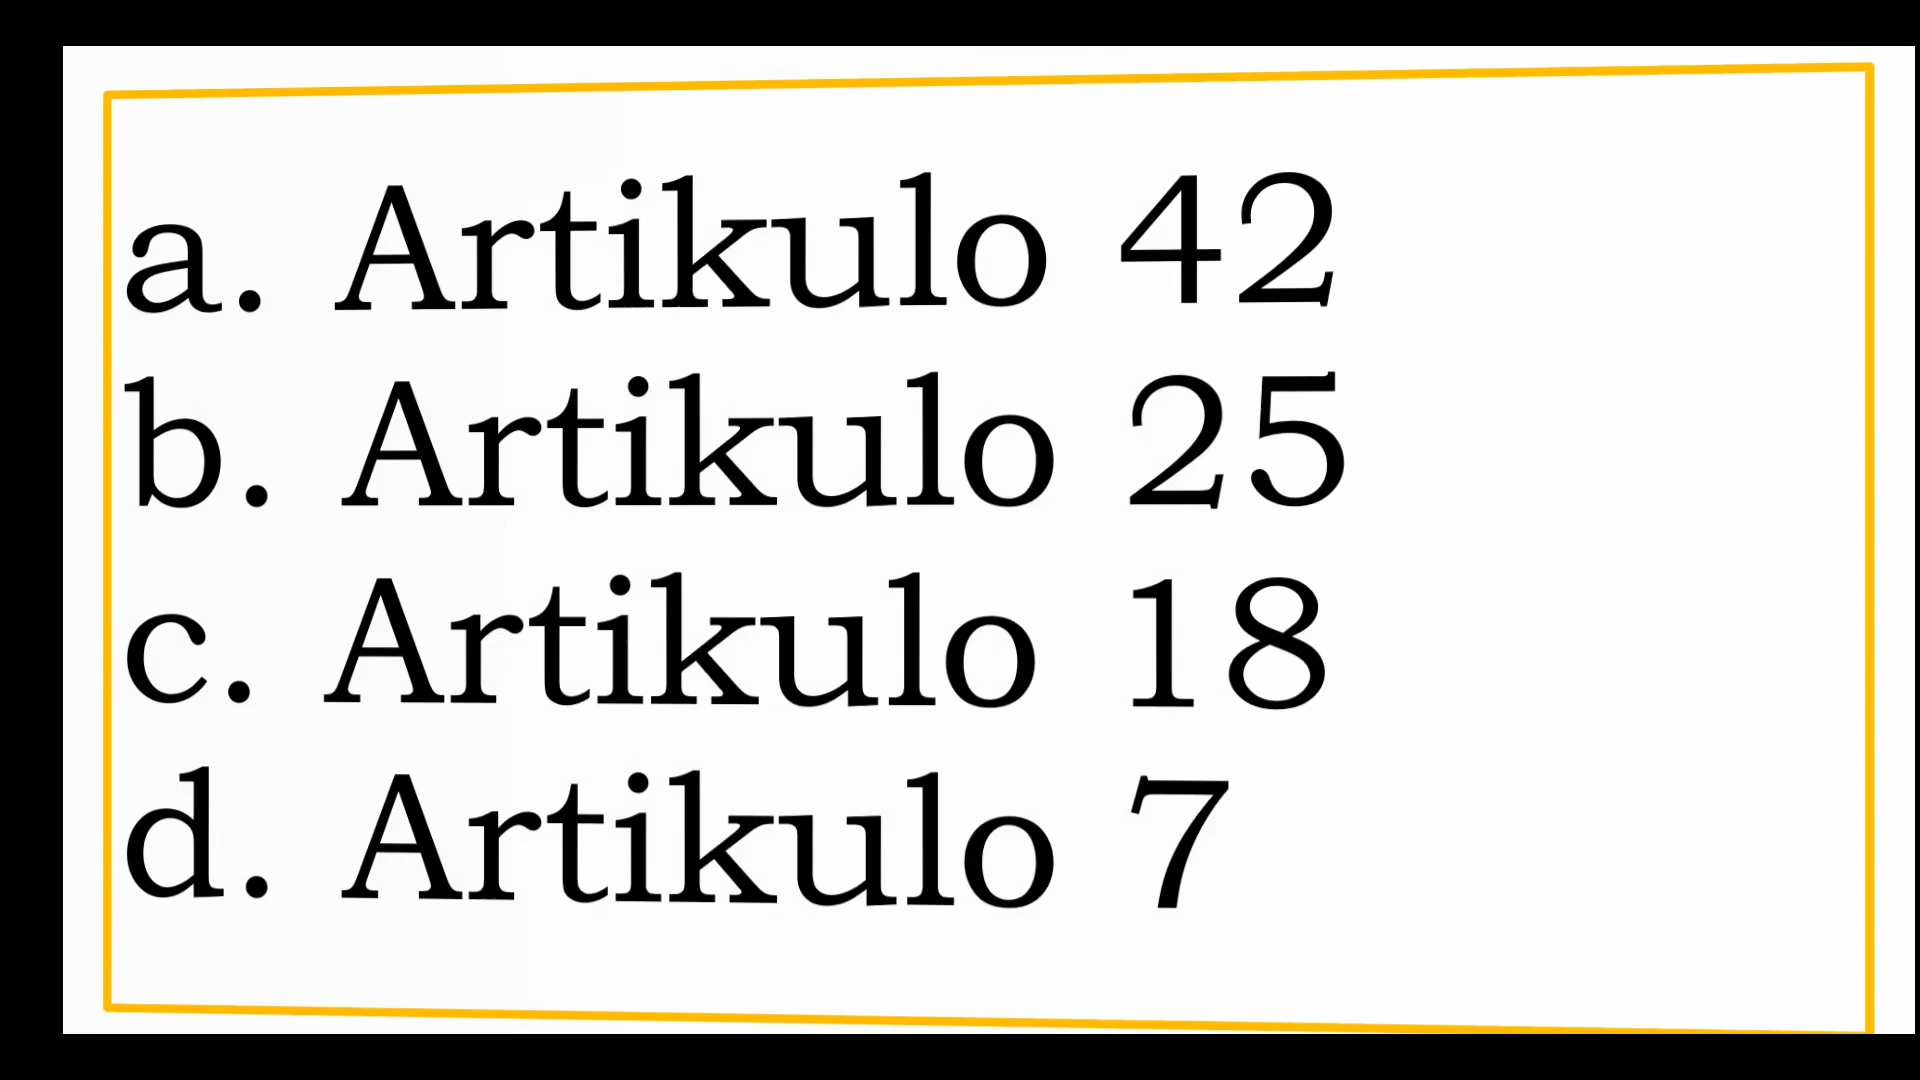 a. Artikulo 42
b. Artikulo 25
c. Artikulo 18
d. Artikulo 7